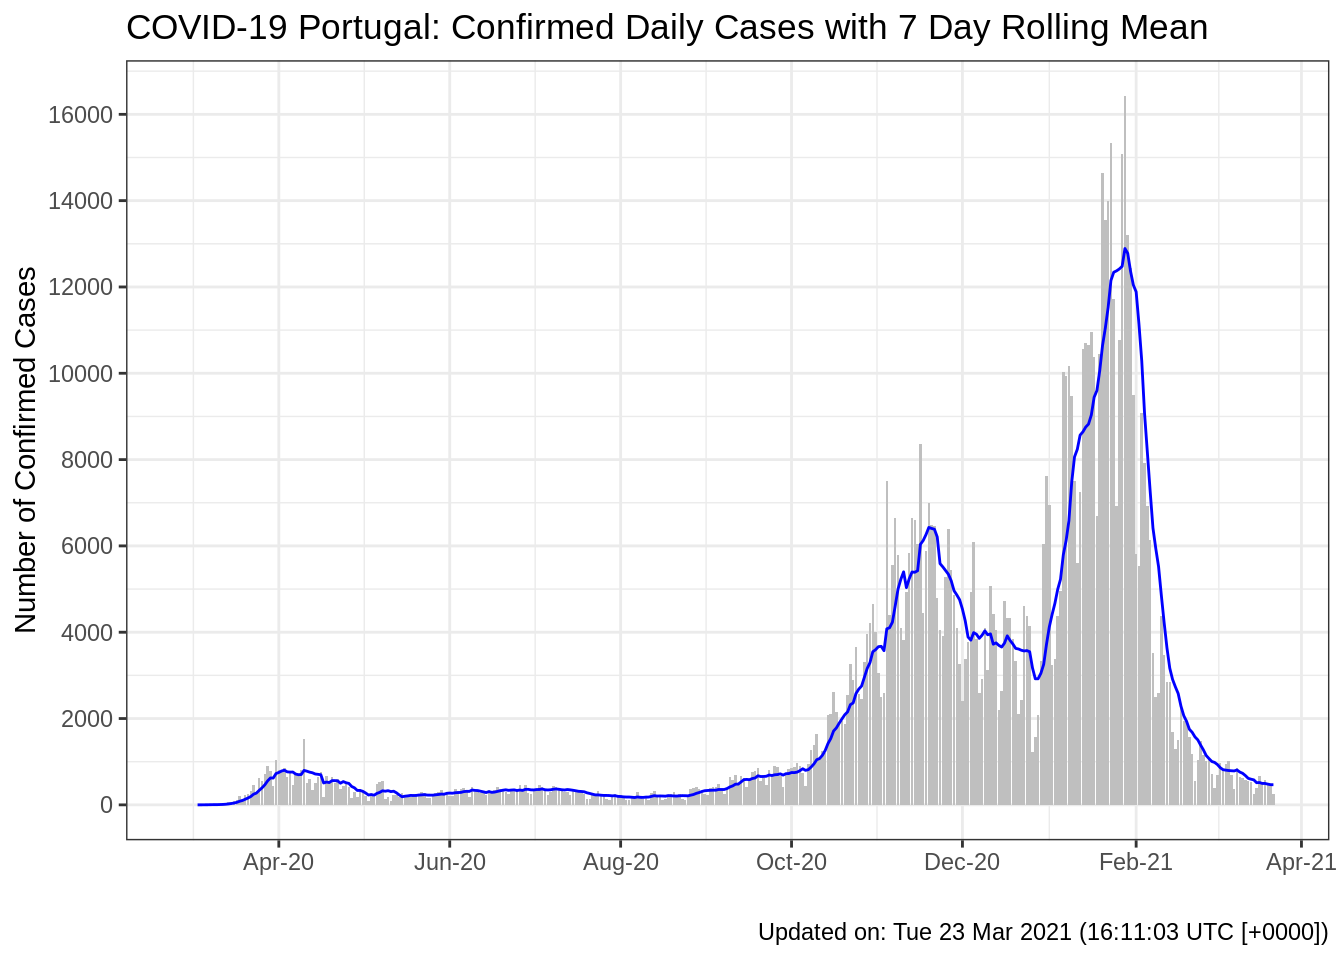 COVID-19 Portugal: Confirmed Daily Cases with 7 Day Rolling Mean
Number of Confirmed Cases
16000
14000
12000
10000
8000
6000
4000
2000
0
Apr-20 Jun-20 Aug-20 Oct-20 Dec-20 Feb-21 Apr-21
Updated on: Tue 23 Mar 2021 (16:11:03 UTC [+0000])